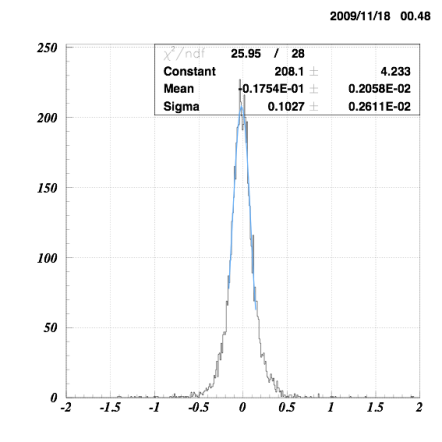 2009/11/18 00.48
χ²/ndf 25.95 / 28
Constant 208.1 ± 4.233
Mean -0.1754E-01 ± 0.2058E-02
Sigma 0.1027 ± 0.2611E-02
250
200
150
100
50
0
-2 -1.5 -1 -0.5 0 0.5 1 1.5 2